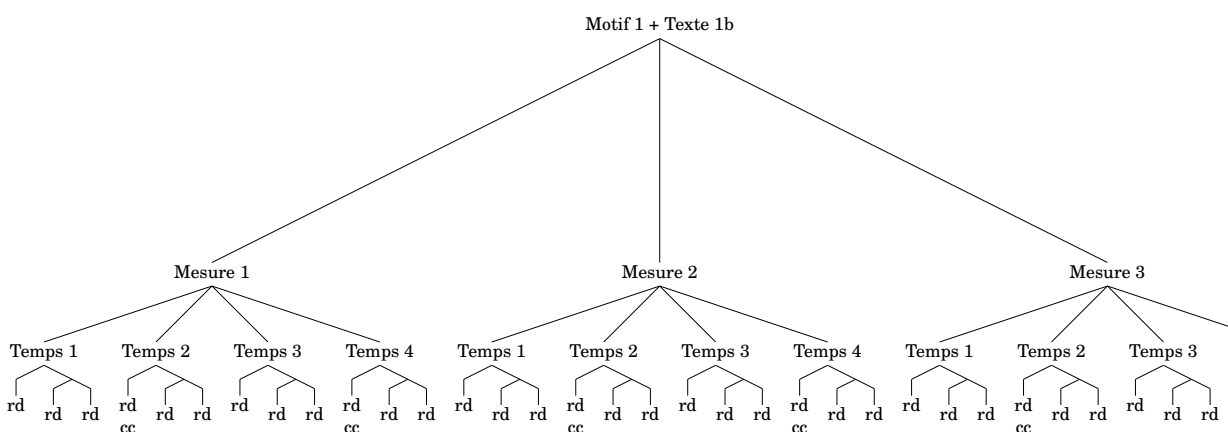 Motif 1 + Texte 1b
Mesure 1 Mesure 2 Mesure 3
Temps 1 Temps 2 Temps 3 Temps 4 Temps 1 Temps 2 Temps 3 Temps 4 Temps 1 Temps 2 Temps 3
rd rd rd rd rd rd rd rd rd rd rd rd rd rd rd rd rd rd rd rd rd rd rd rd rd rd rd rd rd rd rd rd rd
cc cc cc cc cc